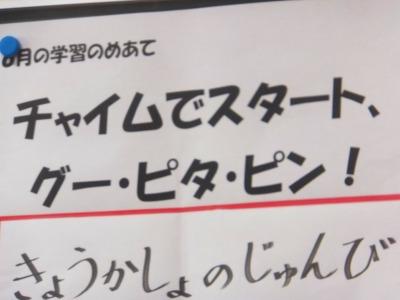 月の学習のめあて
チャイムでスタート、
グー・ピタ・ピン！
きょうかしょのじゅんび